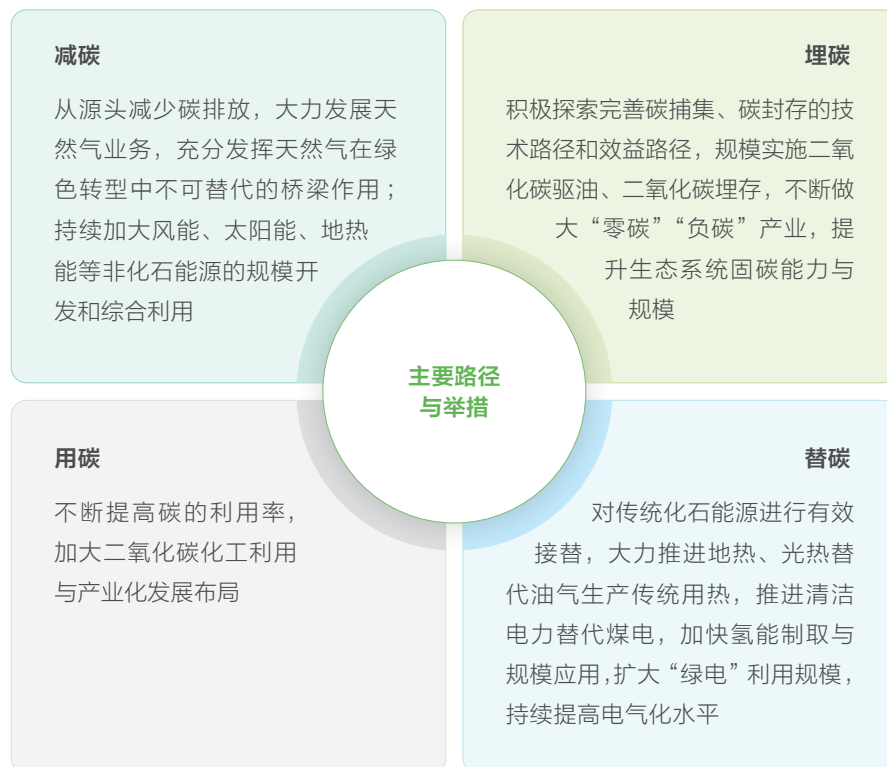 减碳
从源头减少碳排放，大力发展天
然气业务，充分发挥天然气在绿
色转型中不可替代的桥梁作用；
持续加大风能、太阳能、地热
能等非化石能源的规模开
发和综合利用
埋碳
积极探索完善碳捕集、碳封存的技
术路径和效益路径，规模实施二氧
化碳驱油、二氧化碳埋存，不断做
大“零碳”“负碳”产业，提
升生态系统固碳能力与
规模
主要路径
与举措
用碳
不断提高碳的利用率，
加大二氧化碳化工利用
与产业化发展布局
替碳
对传统化石能源进行有效
接替，大力推进地热、光热替
代油气生产传统用热，推进清洁
电力替代煤电，加快氢能制取与
规模应用，扩大“绿电”利用规模，
持续提高电气化水平